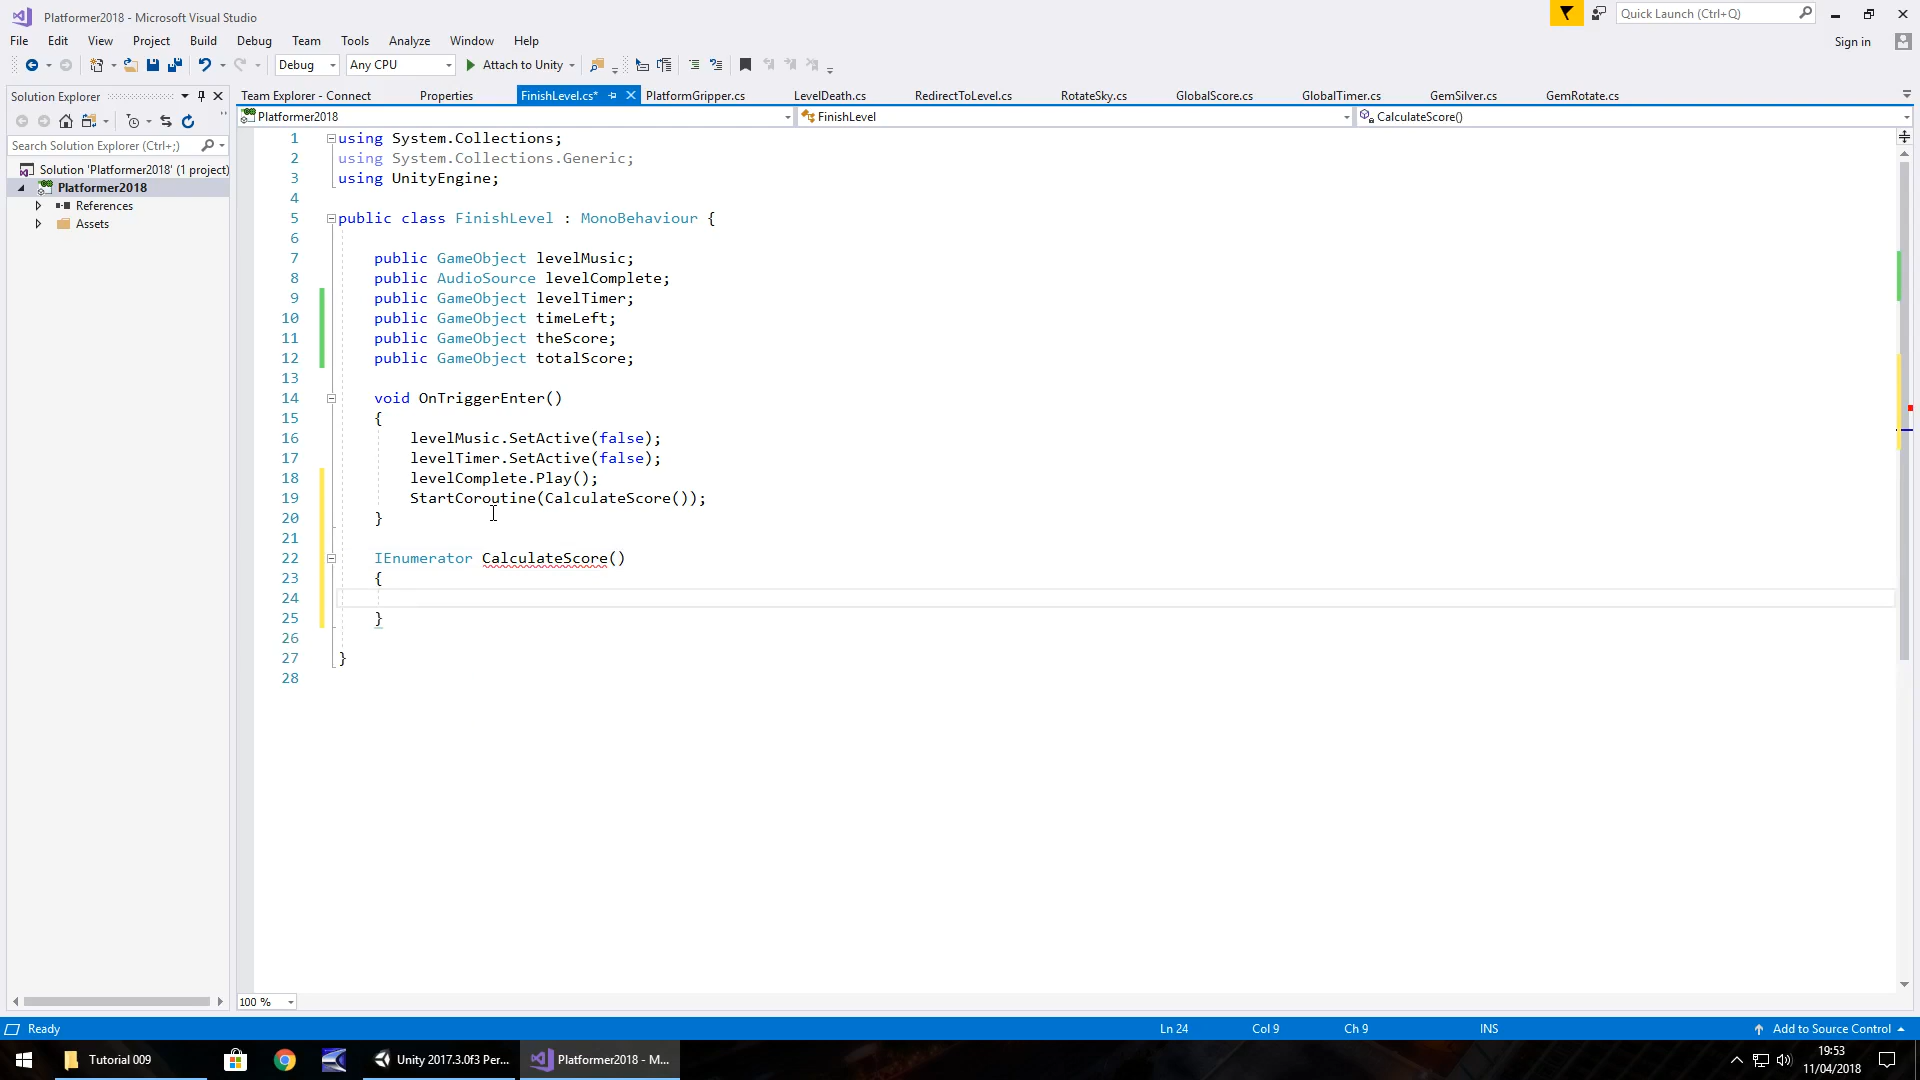 Platformer2018 - Microsoft Visual Studio
Quick Launch (Ctrl+Q)
File Edit View Project Build Debug Team Tools Analyze Window Help
Sign in
Debug Any CPU Attach to Unity
Solution Explorer
Team Explorer - Connect Properties FinishLevel.cs* PlatformGripper.cs LevelDeath.cs RedirectToLevel.cs RotateSky.cs GlobalScore.cs GlobalTimer.cs GemSilver.cs GemRotate.cs
Platformer2018 FinishLevel CalculateScore()
Search Solution Explorer (Ctrl+;)
Solution 'Platformer2018' (1 project)
Platformer2018
References
Assets
1 using System.Collections;
2 using System.Collections.Generic;
3 using UnityEngine;
4
5 public class FinishLevel : MonoBehaviour {
6
7 public GameObject levelMusic;
8 public AudioSource levelComplete;
9 public GameObject levelTimer;
10 public GameObject timeLeft;
11 public GameObject theScore;
12 public GameObject totalScore;
13
14 void OnTriggerEnter()
15 {
16 levelMusic.SetActive(false);
17 levelTimer.SetActive(false);
18 levelComplete.Play();
19 StartCoroutine(CalculateScore());
20 }
21
22 IEnumerator CalculateScore()
23 {
24
25 }
26
27 }
28
100 %
Ready Ln 24 Col 9 Ch 9 INS Add to Source Control
Tutorial 009 Unity 2017.3.0f3 Per... Platformer2018 - M...
19:53
11/04/2018